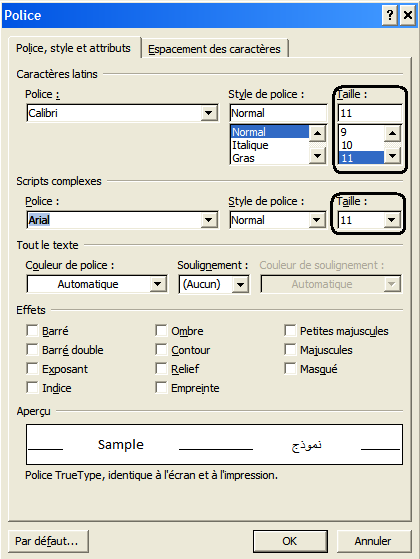 Police
Police, style et attributs Espacement des caractères
Caractères latins
Police : Style de police : Taille :
Calibri Normal 11
Normal 9
Italique 10
Gras 11
Scripts complexes
Police : Style de police : Taille :
Arial Normal 11
Tout le texte
Couleur de police : Soulignement : Couleur de soulignement :
Automatique (Aucun) Automatique
Effets
Barré Ombre Petites majuscules
Barré double Contour Majuscules
Exposant Relief Masqué
Indice Empreinte
Aperçu
Sample نموذج
Police TrueType, identique à l'écran et à l'impression.
Par défaut... OK Annuler